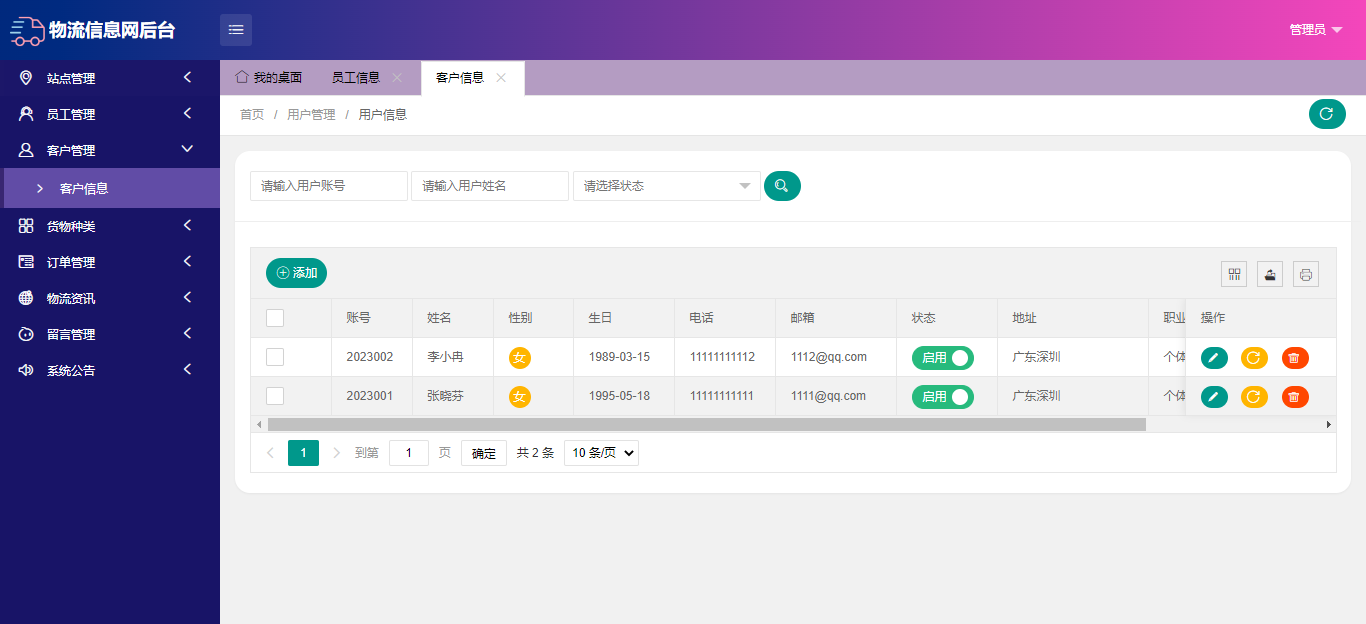 物流信息网后台
管理员
站点管理
员工管理
客户管理
客户信息
货物种类
订单管理
物流资讯
留言管理
系统公告
我的桌面 员工信息 客户信息
首页 / 用户管理 / 用户信息
请输入用户账号 请输入用户姓名 请选择状态
添加
账号 姓名 性别 生日 电话 邮箱 状态 地址 职业 操作
2023002 李小冉 女 1989-03-15 11111111112 1112@qq.com 启用 广东深圳 个体
2023001 张晓芬 女 1995-05-18 11111111111 1111@qq.com 启用 广东深圳 个体
1 到第 1 页 确定 共 2 条 10 条/页